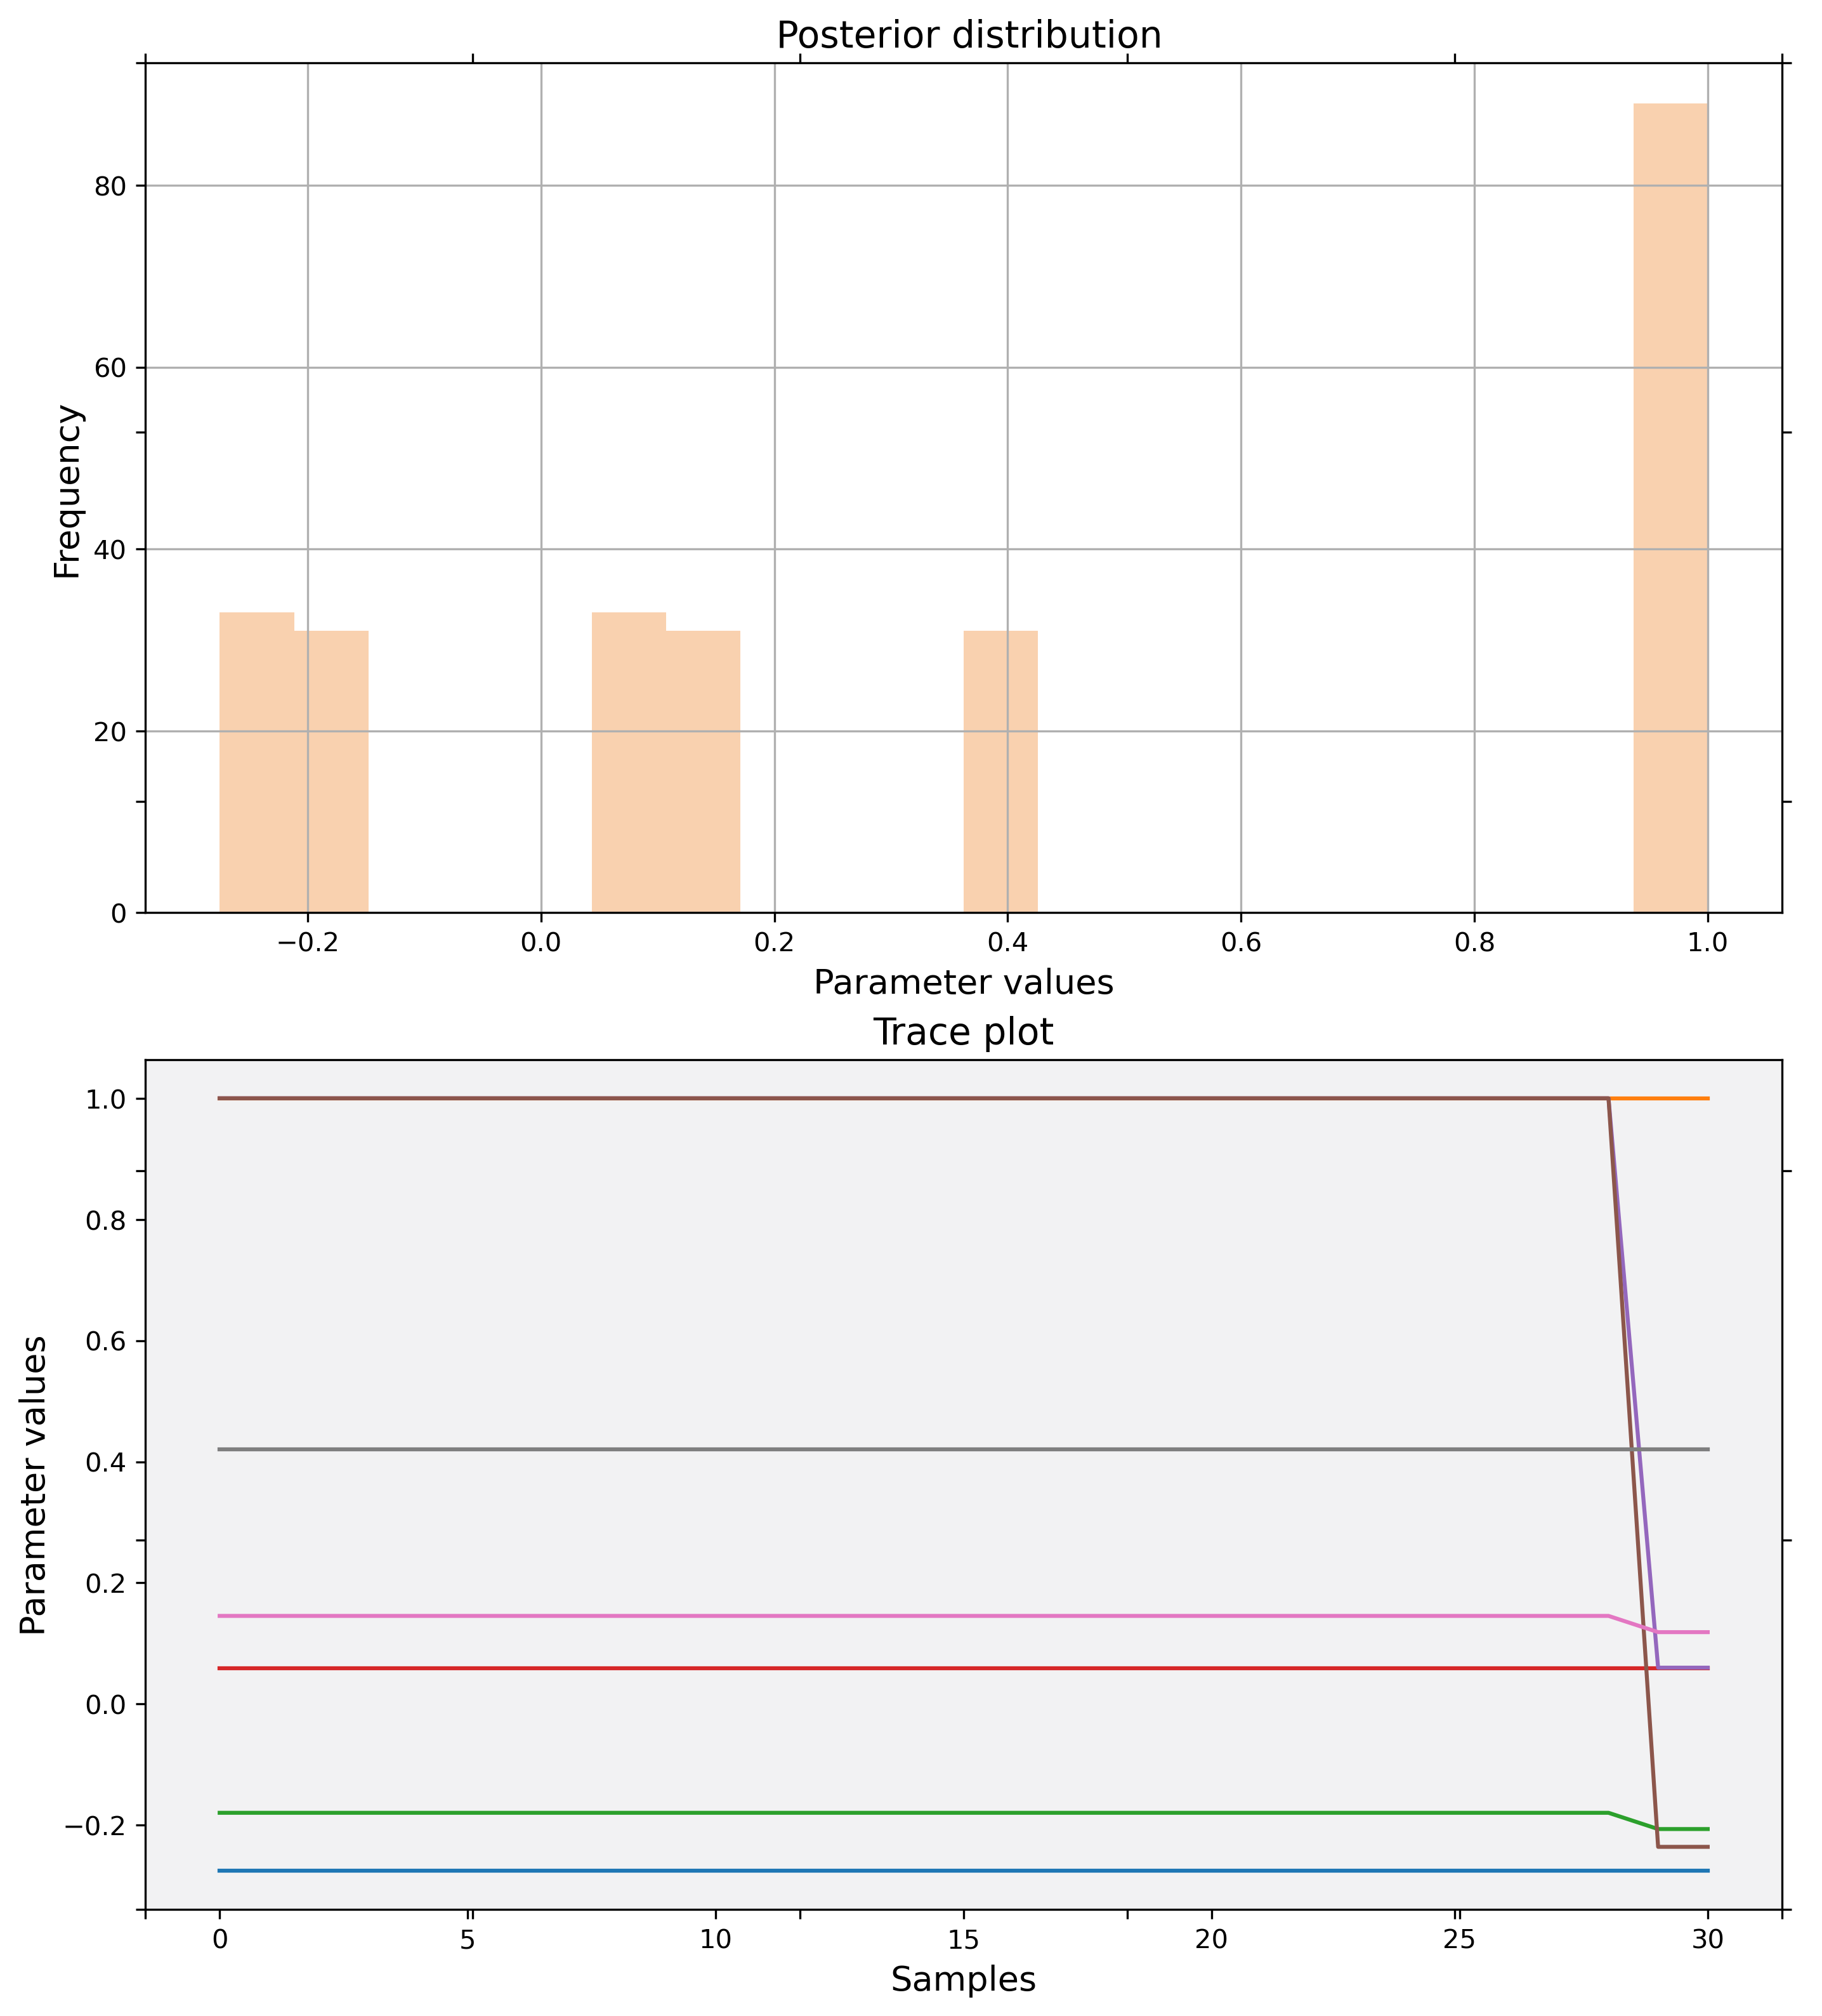 Posterior distribution
Frequency
80
60
40
20
0
−0.2 0.0 0.2 0.4 0.6 0.8 1.0
Parameter values
Trace plot
Parameter values
1.0
0.8
0.6
0.4
0.2
0.0
−0.2
0 5 10 15 20 25 30
Samples